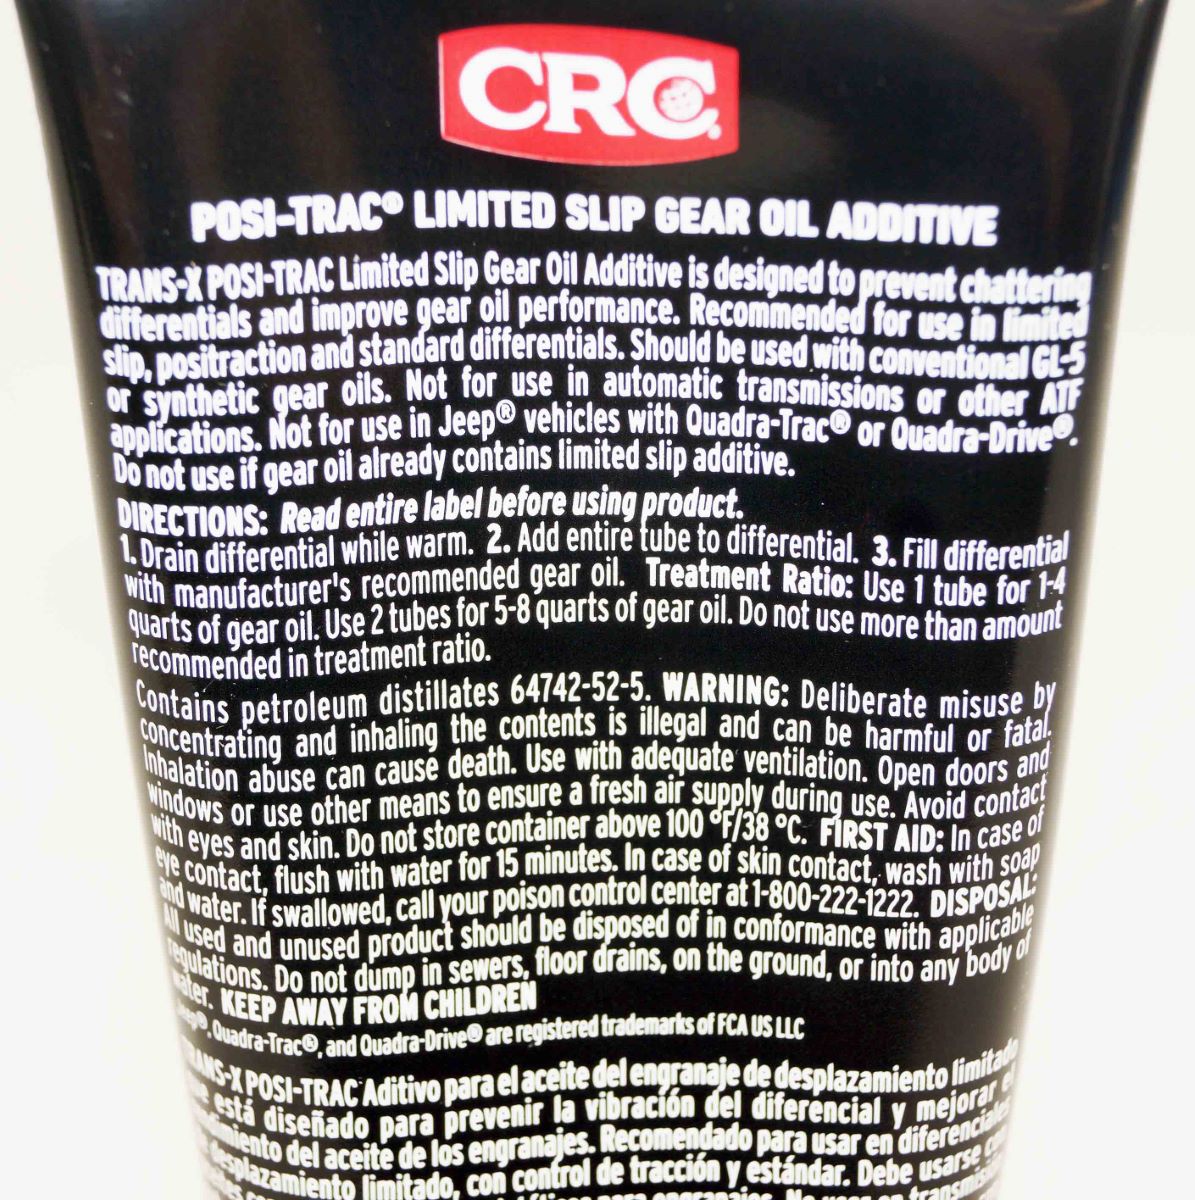 CRC
POSI-TRAC® LIMITED SLIP GEAR OIL ADDITIVE
TRANS-X POSI-TRAC Limited Slip Gear Oil Additive is designed to prevent chattering
differentials and improve gear oil performance. Recommended for use in limited
slip, positraction and standard differentials. Should be used with conventional GL-5
or synthetic gear oils. Not for use in automatic transmissions or other ATF
applications. Not for use in Jeep® vehicles with Quadra-Trac® or Quadra-Drive®.
Do not use if gear oil already contains limited slip additive.
DIRECTIONS: Read entire label before using product.
1. Drain differential while warm. 2. Add entire tube to differential. 3. Fill differential
with manufacturer's recommended gear oil. Treatment Ratio: Use 1 tube for 1-4
quarts of gear oil. Use 2 tubes for 5-8 quarts of gear oil. Do not use more than amount
recommended in treatment ratio.
Contains petroleum distillates 64742-52-5. WARNING: Deliberate misuse by
concentrating and inhaling the contents is illegal and can be harmful or fatal.
Inhalation abuse can cause death. Use with adequate ventilation. Open doors and
windows or use other means to ensure a fresh air supply during use. Avoid contact
with eyes and skin. Do not store container above 100 °F/38 °C. FIRST AID: In case of
eye contact, flush with water for 15 minutes. In case of skin contact, wash with soap
and water. If swallowed, call your poison control center at 1-800-222-1222. DISPOSAL:
All used and unused product should be disposed of in conformance with applicable
regulations. Do not dump in sewers, floor drains, on the ground, or into any body of
water. KEEP AWAY FROM CHILDREN
Jeep®, Quadra-Trac®, and Quadra-Drive® are registered trademarks of FCA US LLC
TRANS-X POSI-TRAC Aditivo para el aceite del engranaje de desplazamiento limitado
está diseñado para prevenir la vibración del diferencial y mejorar el
del aceite de los engranajes. Recomendado para usar en diferenciales
desplazamiento limitado, con control de tracción y estándar. Debe usarse